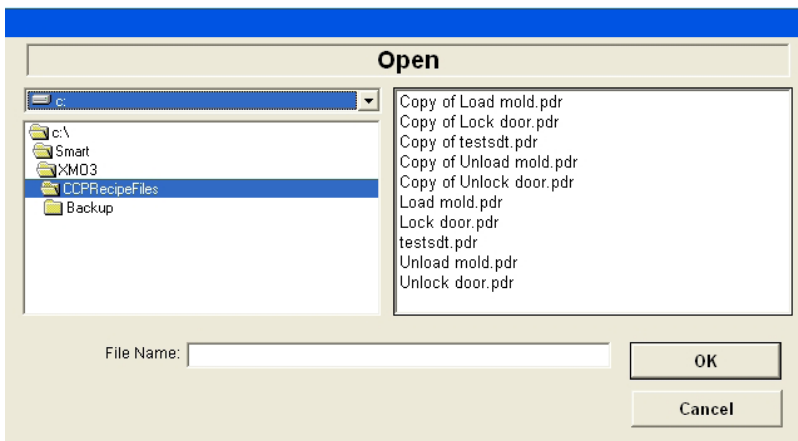 Open
c:
c:\
Smart
XM03
CCPRecipeFiles
Backup
Copy of Load mold.pdr
Copy of Lock door.pdr
Copy of testsdt.pdr
Copy of Unload mold.pdr
Copy of Unlock door.pdr
Load mold.pdr
Lock door.pdr
testsdt.pdr
Unload mold.pdr
Unlock door.pdr
File Name:
OK
Cancel